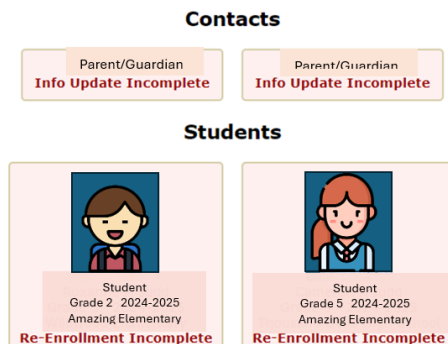 Contacts
Parent/Guardian
Info Update Incomplete
Parent/Guardian
Info Update Incomplete
Students
Student
Grade 2 2024-2025
Amazing Elementary
Re-Enrollment Incomplete
Student
Grade 5 2024-2025
Amazing Elementary
Re-Enrollment Incomplete